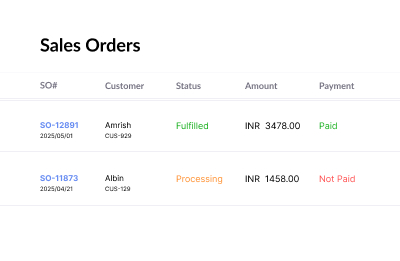 Sales Orders
SO# Customer Status Amount Payment
SO-12891 Amrish Fulfilled INR 3478.00 Paid
2025/05/01 CUS-929
SO-11873 Albin Processing INR 1458.00 Not Paid
2025/04/21 CUS-129